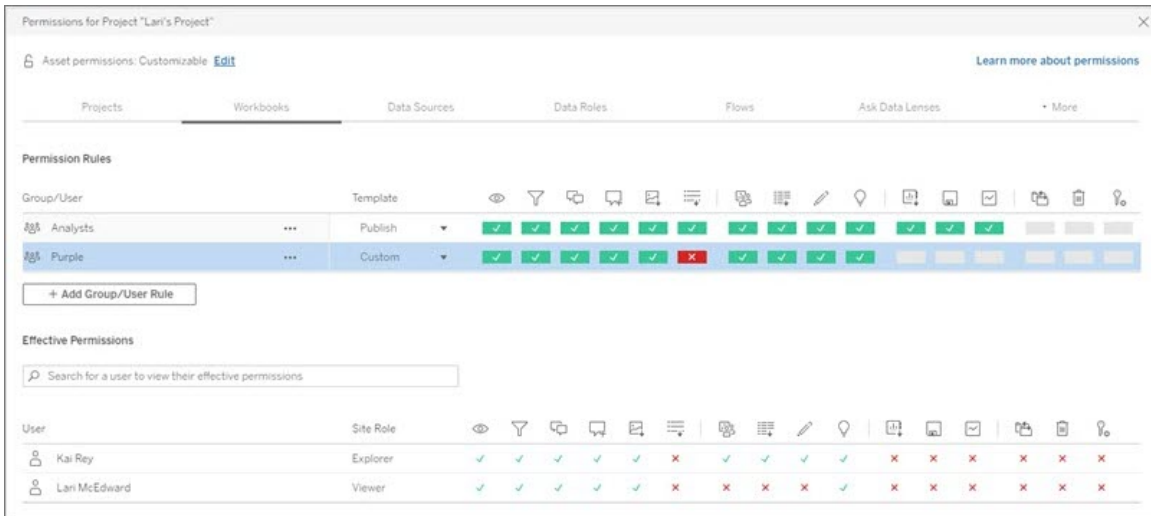 Permissions for Project "Lari's Project"
Asset permissions: Customizable Edit
Learn more about permissions
Projects Workbooks Data Sources Data Roles Flows Ask Data Lenses • More
Permission Rules
Group/User Template
Analysts ••• Publish
Purple ••• Custom
+ Add Group/User Rule
Effective Permissions
Search for a user to view their effective permissions
User Site Role
Kai Rey Explorer
Lari McEdward Viewer